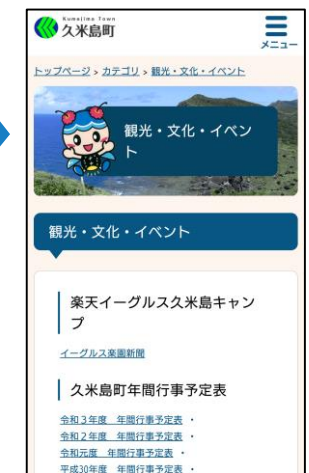 Kumejima Town
久米島町
メニュー
トップページ > カテゴリ > 観光・文化・イベント
観光・文化・イベン
ト
観光・文化・イベント
楽天イーグルス久米島キャン
プ
イーグルス楽園新聞
久米島町年間行事予定表
令和3年度 年間行事予定表 ・
令和2年度 年間行事予定表 ・
令和元度 年間行事予定表 ・
平成30年度 年間行事予定表 ・